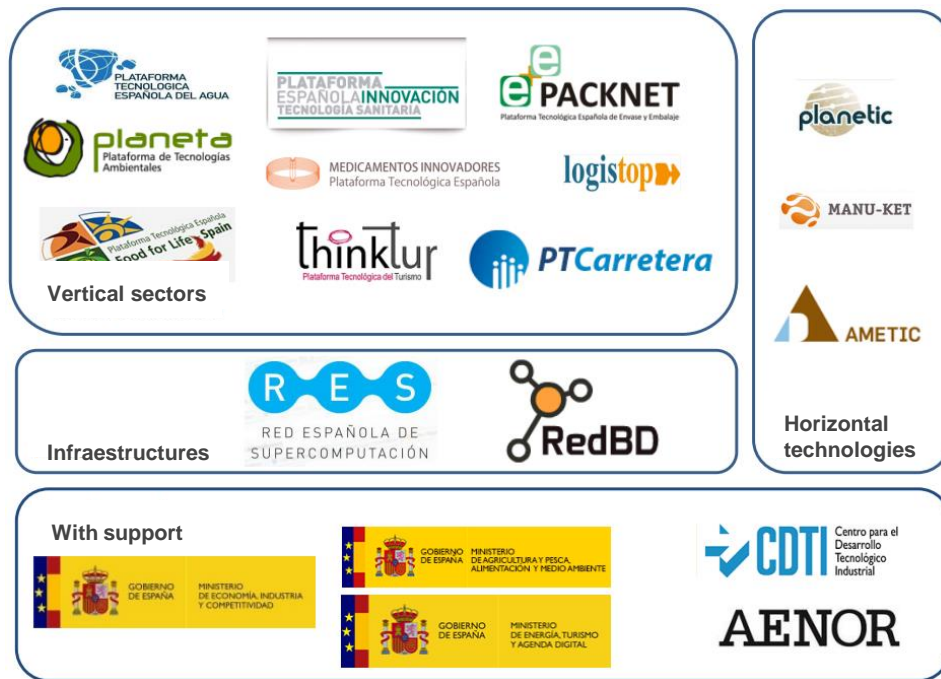 PLATAFORMA
TECNOLOGICA
ESPAÑOLA DEL AGUA
PLATAFORMA
ESPAÑOLA INNOVACIÓN
TECNOLOGÍA SANITARIA
e+e PACKNET
Plataforma Tecnológica Española de Envase y Embalaje
planeta
Plataforma de Tecnologías
Ambientales
MEDICAMENTOS INNOVADORES
Plataforma Tecnológica Española
logistop
Plataforma Tecnológica Española
Food for Life Spain
thinktur
Plataforma Tecnológica del Turismo
PTCarretera
Vertical sectors
planetic
MANU-KET
AMETIC
Horizontal
technologies
Infraestructures
RES
RED ESPAÑOLA DE
SUPERCOMPUTACIÓN
RedBD
With support
GOBIERNO
DE ESPAÑA
MINISTERIO
DE ECONOMÍA, INDUSTRIA
Y COMPETITIVIDAD
GOBIERNO
DE ESPAÑA
MINISTERIO
DE AGRICULTURA Y PESCA,
ALIMENTACIÓN Y MEDIO AMBIENTE
GOBIERNO
DE ESPAÑA
MINISTERIO
DE ENERGÍA, TURISMO
Y AGENDA DIGITAL
CDTI
Centro para el
Desarrollo
Tecnológico
Industrial
AENOR